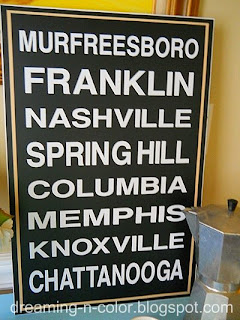 MURFREESBORO
FRANKLIN
NASHVILLE
SPRING HILL
COLUMBIA
MEMPHIS
KNOXVILLE
CHATTANOOGA
dreaming-n-color.blogspot.com